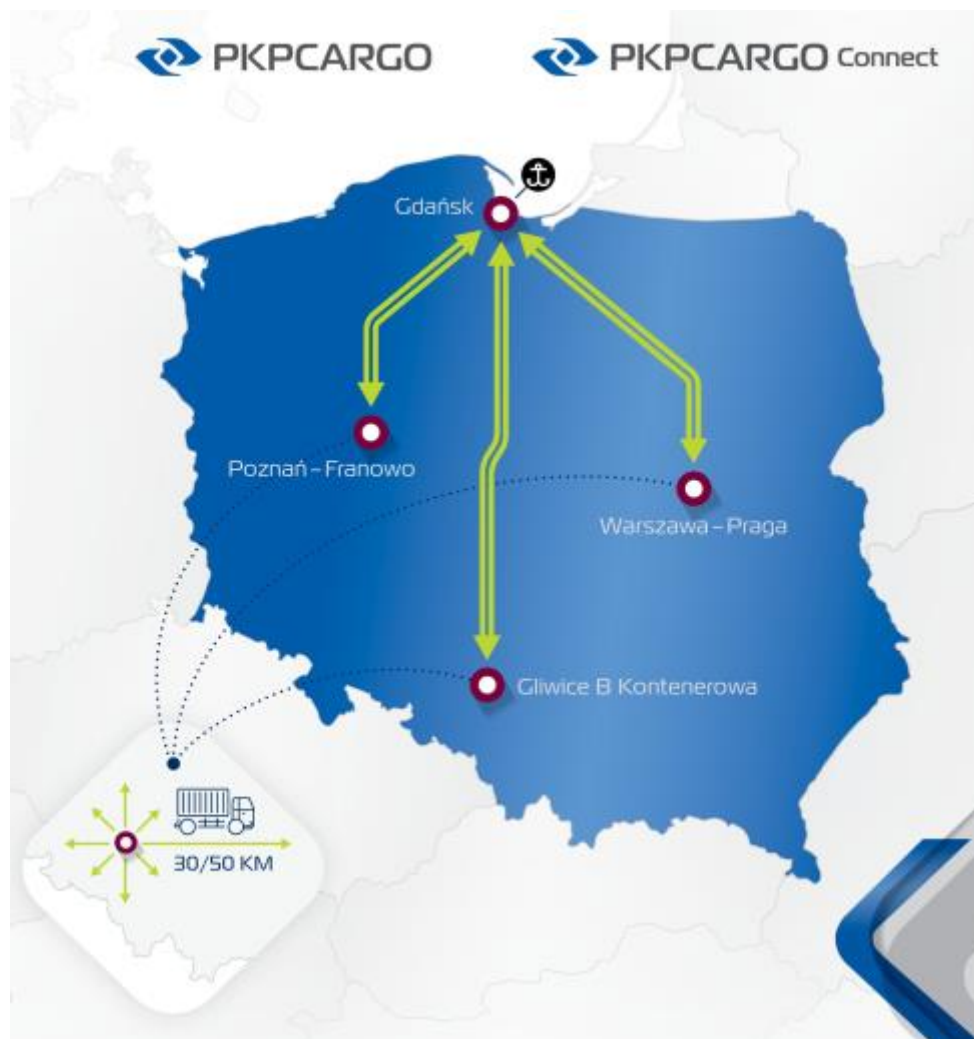 PKPCARGO
PKPCARGO Connect
Gdańsk
Poznań – Franowo
Warszawa – Praga
Gliwice B Kontenerowa
30/50 KM